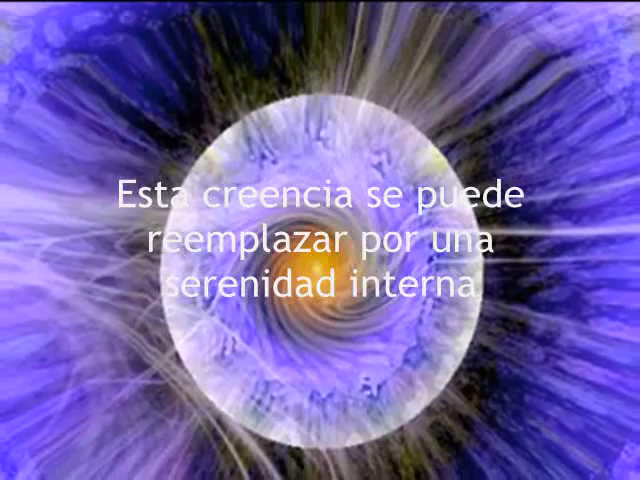 Esta creencia se puede
reemplazar por una
serenidad interna